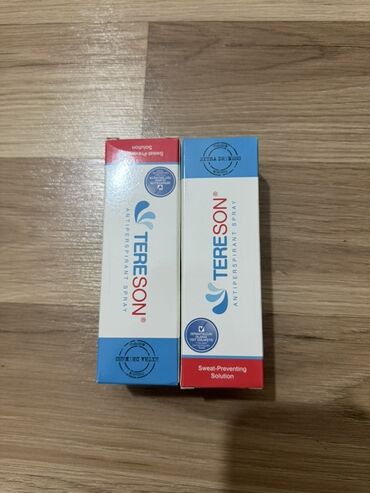 Sweat-Preventing
Solution
TERESON®
ANTIPERSPIRANT SPRAY
TERESON®
ANTIPERSPIRANT SPRAY
Sweat-Preventing
Solution